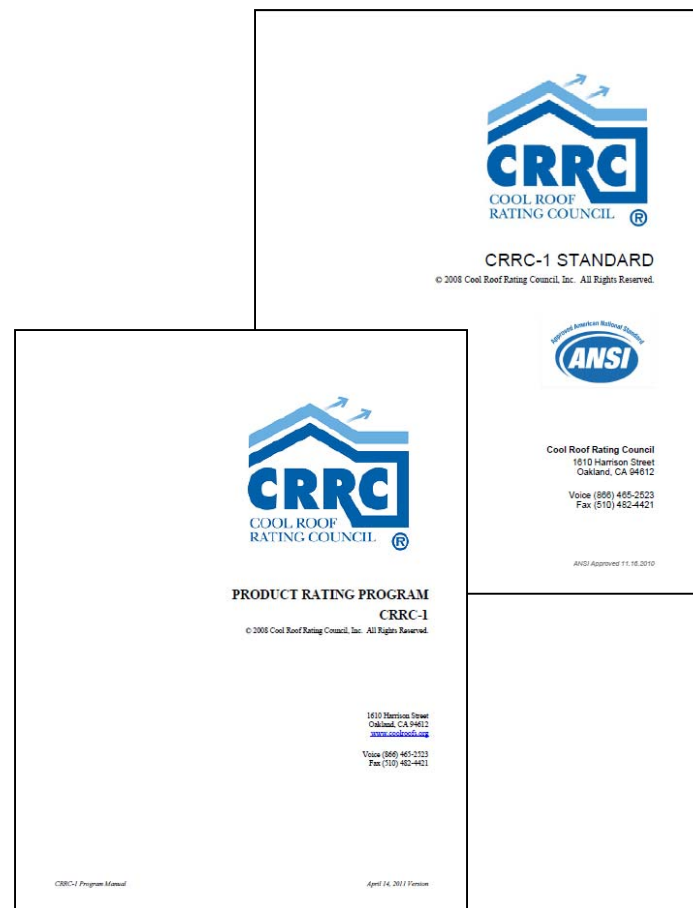 CRRC
COOL ROOF
RATING COUNCIL ®
CRRC-1 STANDARD
© 2008 Cool Roof Rating Council, Inc. All Rights Reserved.
Approved American National Standard
ANSI
Cool Roof Rating Council
1610 Harrison Street
Oakland, CA 94612
Voice (866) 465-2523
Fax (510) 482-4421
ANSI Approved 11.16.2010
CRRC
COOL ROOF
RATING COUNCIL ®
PRODUCT RATING PROGRAM
CRRC-1
© 2008 Cool Roof Rating Council, Inc. All Rights Reserved.
1610 Harrison Street
Oakland, CA 94612
www.coolroofs.org
Voice (866) 465-2523
Fax (510) 482-4421
CRRC-1 Program Manual April 14, 2011 Version